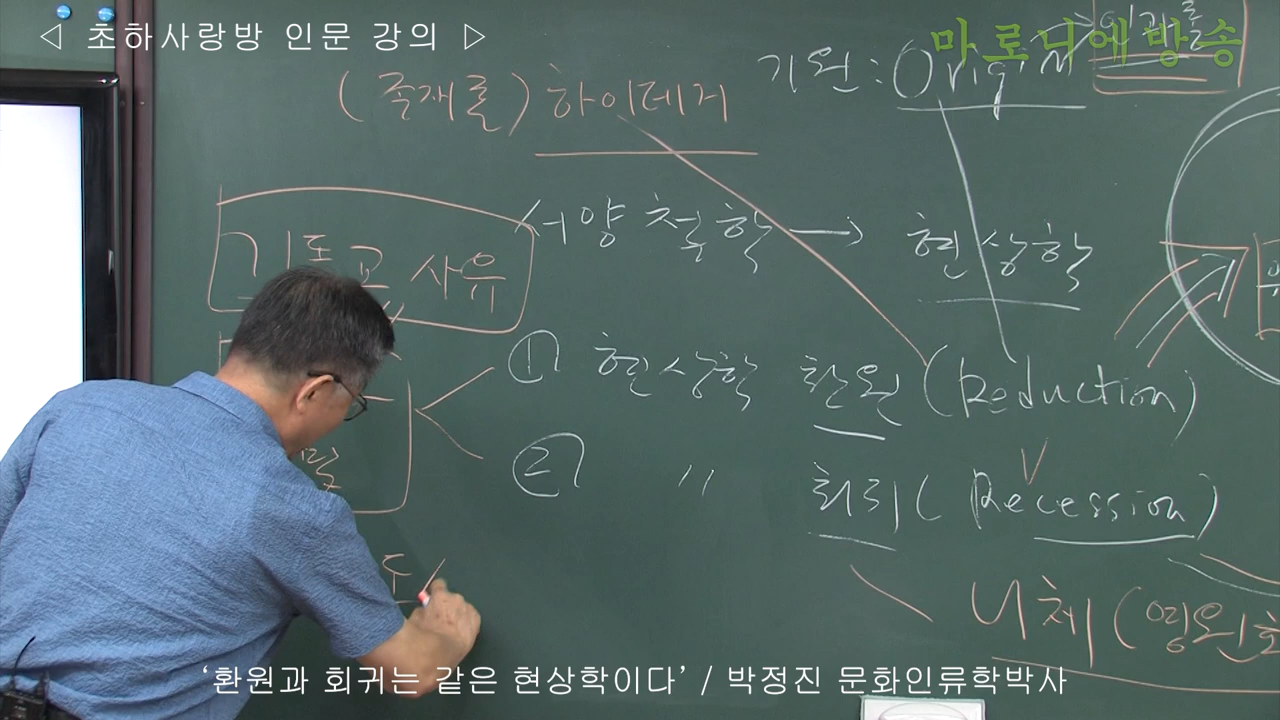 ◁ 초하사랑방 인문 강의 ▷
마로니에방송
(존재론) 하이데거
기원: Origin
서양 철학 → 현상학
기독교 사유
① 현상학 환원 (Reduction)
② 〃 회귀 (Recession)
니체 (영원회
'환원과 회귀는 같은 현상학이다' / 박정진 문화인류학박사